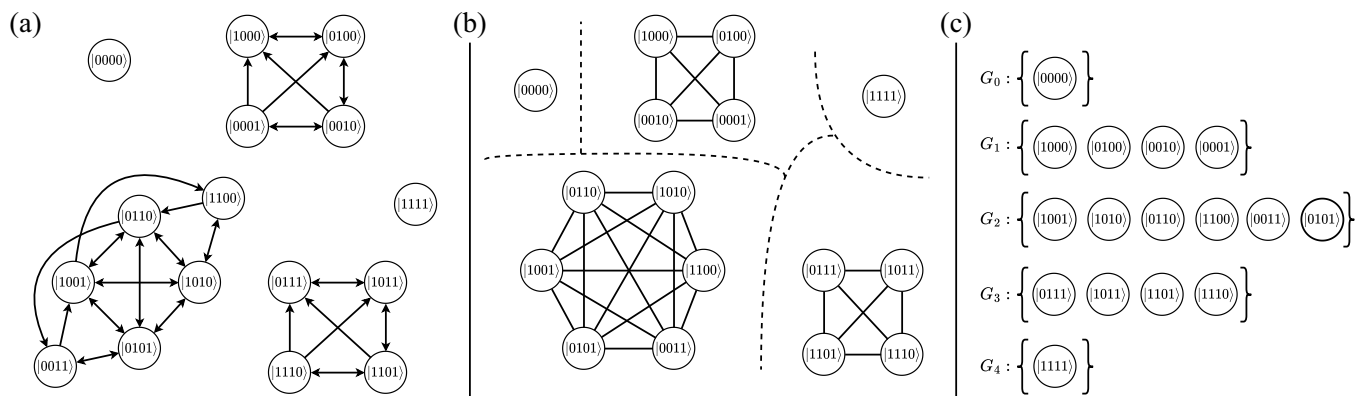 (a)
|0000⟩
|1000⟩ |0100⟩
|0001⟩ |0010⟩
|1100⟩
|0110⟩
|1111⟩
|1001⟩ |1010⟩
|0101⟩
|0011⟩
|0111⟩ |1011⟩
|1110⟩ |1101⟩
(b)
|0000⟩
|1000⟩ |0100⟩
|0010⟩ |0001⟩
|1111⟩
|0110⟩ |1010⟩
|1001⟩ |1100⟩
|0101⟩ |0011⟩
|0111⟩ |1011⟩
|1101⟩ |1110⟩
(c)
G₀ : { |0000⟩ }
G₁ : { |1000⟩ |0100⟩ |0010⟩ |0001⟩ }
G₂ : { |1001⟩ |1010⟩ |0110⟩ |1100⟩ |0011⟩ |0101⟩ }
G₃ : { |0111⟩ |1011⟩ |1101⟩ |1110⟩ }
G₄ : { |1111⟩ }